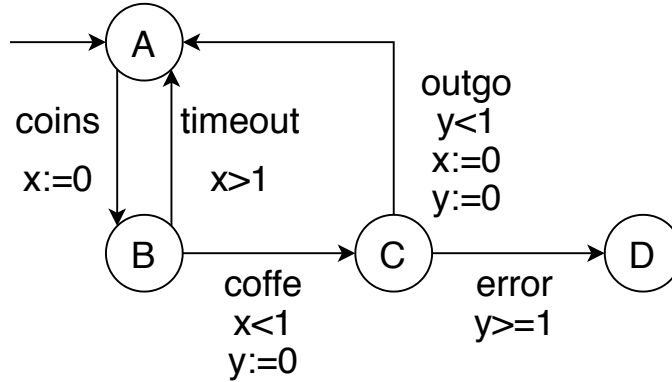 A
coins
x:=0
timeout
x>1
outgo
y<1
x:=0
y:=0
B
C
D
coffe
x<1
y:=0
error
y>=1